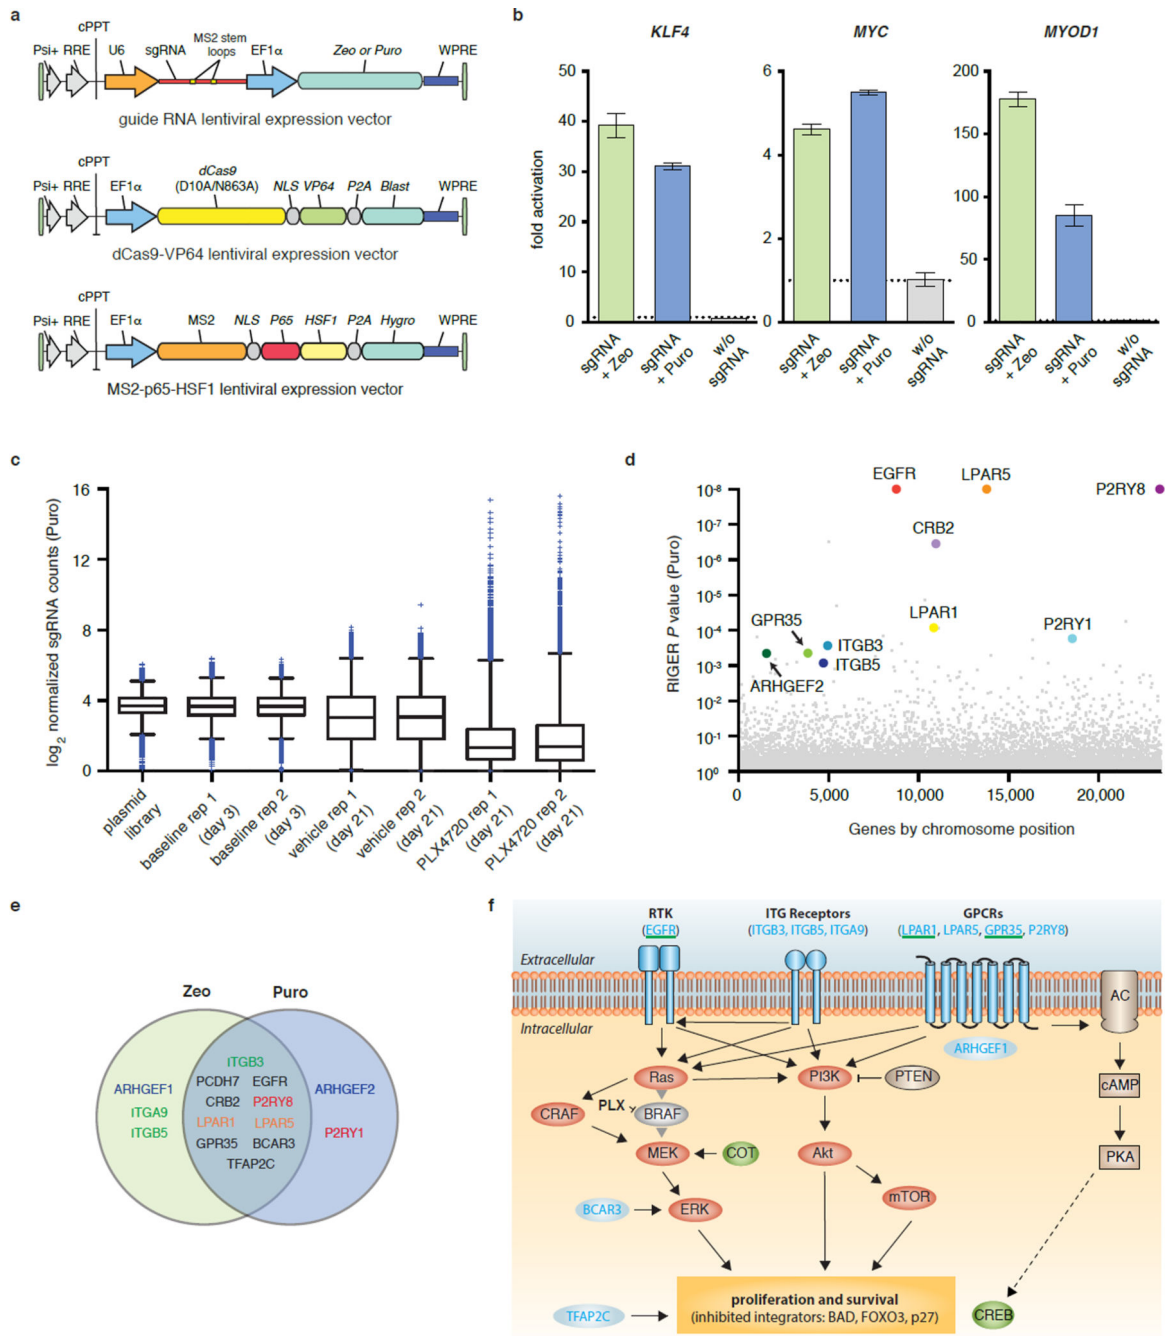 a
cPPT
Psi+ RRE U6 sgRNA MS2 stem loops EF1α Zeo or Puro WPRE
guide RNA lentiviral expression vector
cPPT
Psi+ RRE EF1α dCas9 (D10A/N863A) NLS VP64 P2A Blast WPRE
dCas9-VP64 lentiviral expression vector
cPPT
Psi+ RRE EF1α MS2 NLS P65 HSF1 P2A Hygro WPRE
MS2-p65-HSF1 lentiviral expression vector
b
KLF4
MYC
MYOD1
fold activation
50
40
30
20
10
0
6
4
2
0
200
150
100
50
0
sgRNA + Zeo
sgRNA + Puro
w/o sgRNA
sgRNA + Zeo
sgRNA + Puro
w/o sgRNA
sgRNA + Zeo
sgRNA + Puro
w/o sgRNA
c
log2 normalized sgRNA counts (Puro)
16
12
8
4
0
plasmid library
baseline rep 1 (day 3)
baseline rep 2 (day 3)
vehicle rep 1 (day 21)
vehicle rep 2 (day 21)
PLX4720 rep 1 (day 21)
PLX4720 rep 2 (day 21)
d
RIGER P value (Puro)
10-8
10-7
10-6
10-5
10-4
10-3
10-2
10-1
100
EGFR
LPAR5
P2RY8
CRB2
LPAR1
GPR35
P2RY1
ITGB3
ITGB5
ARHGEF2
0 5,000 10,000 15,000 20,000
Genes by chromosome position
e
Zeo
Puro
ARHGEF1
ITGA9
ITGB5
ITGB3
PCDH7 EGFR
CRB2 P2RY8
LPAR1 LPAR5
GPR35 BCAR3
TFAP2C
ARHGEF2
P2RY1
f
RTK
(EGFR)
ITG Receptors
(ITGB3, ITGB5, ITGA9)
GPCRs
(LPAR1, LPAR5, GPR35, P2RY8)
Extracellular
Intracellular
AC
ARHGEF1
Ras
PI3K
PTEN
cAMP
CRAF
PLX
BRAF
MEK
COT
Akt
PKA
BCAR3
ERK
mTOR
proliferation and survival
(inhibited integrators: BAD, FOXO3, p27)
TFAP2C
CREB